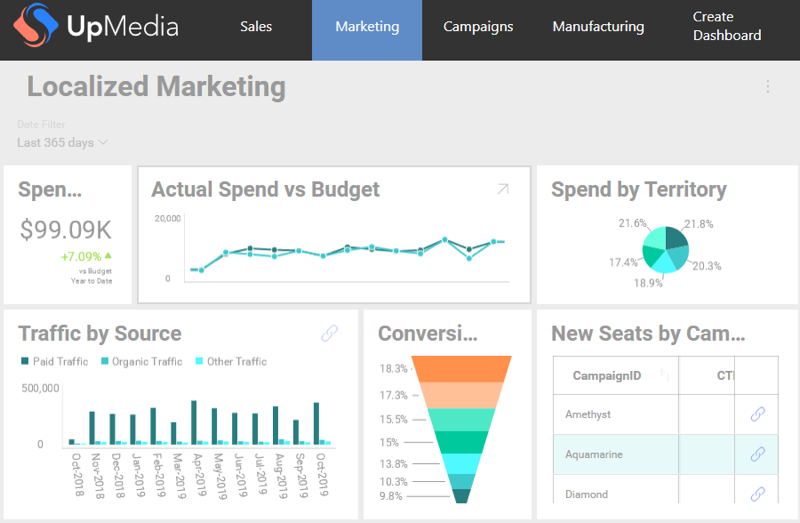 UpMedia
Sales
Marketing
Campaigns
Manufacturing
Create
Dashboard
Localized Marketing
Date Filter
Last 365 days
Spen...
$99.09K
+7.09%
vs Budget
Year to Date
Actual Spend vs Budget
20,000
0
Spend by Territory
21.6%
21.8%
17.4%
20.3%
18.9%
Traffic by Source
Paid Traffic
Organic Traffic
Other Traffic
500,000
0
Oct-2018
Nov-2018
Dec-2018
Jan-2019
Feb-2019
Mar-2019
Apr-2019
May-2019
Jun-2019
Jul-2019
Aug-2019
Sep-2019
Oct-2019
Conversi...
18.3%
17.3%
15.5%
15%
13.8%
10.3%
9.8%
New Seats by Cam...
CampaignID
Amethyst
Aquamarine
Diamond